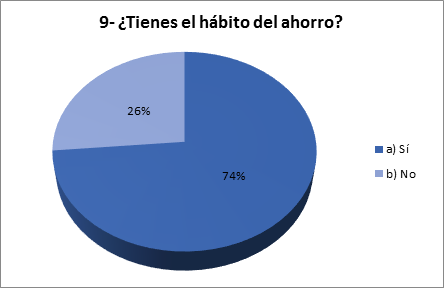 9- ¿Tienes el hábito del ahorro?
26%
74%
a) Sí
b) No